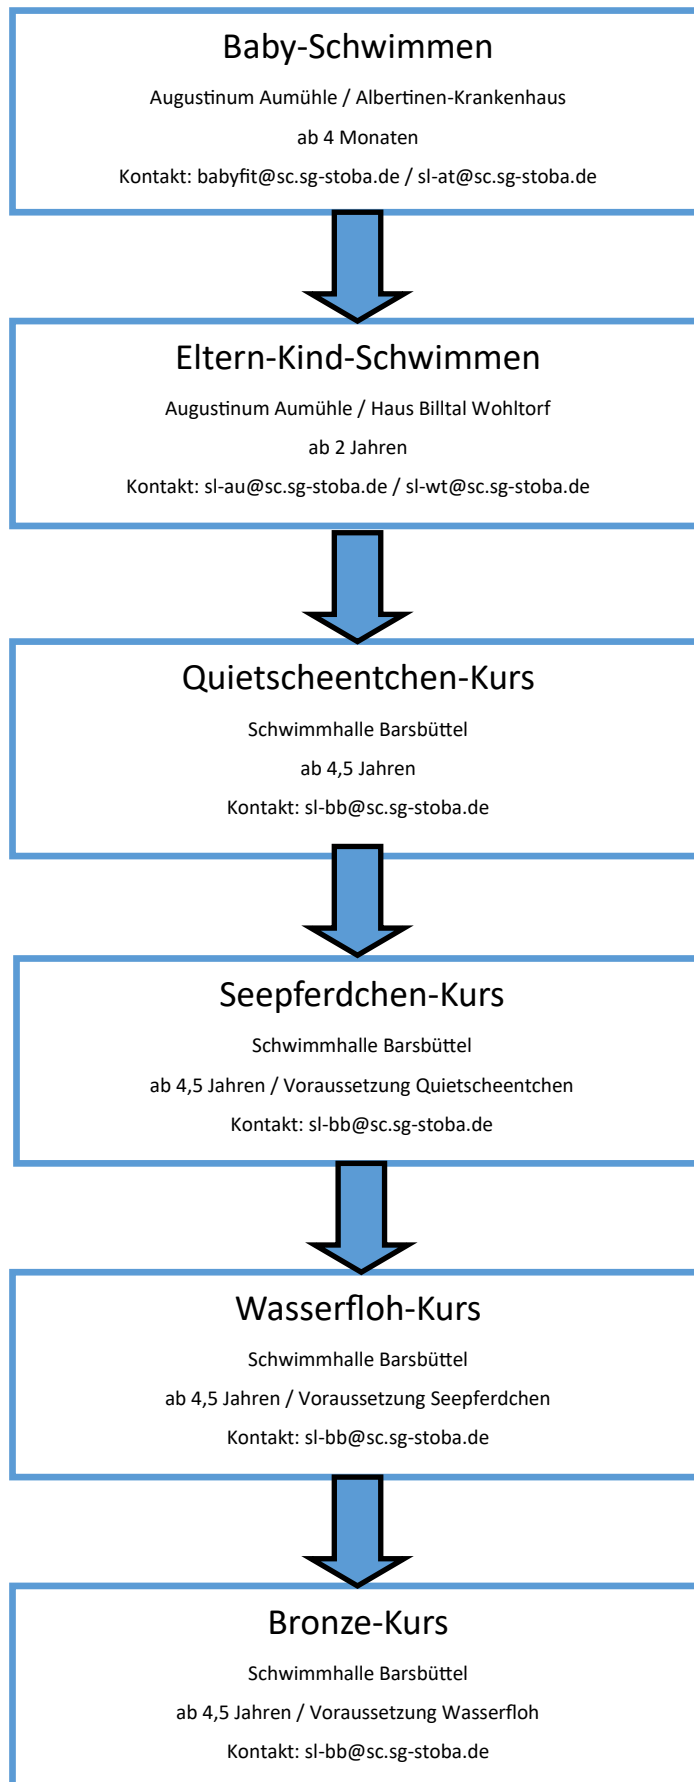 Baby-Schwimmen
Augustinum Aumühle / Albertinen-Krankenhaus
ab 4 Monaten
Kontakt: babyfit@sc.sg-stoba.de / sl-at@sc.sg-stoba.de
Eltern-Kind-Schwimmen
Augustinum Aumühle / Haus Billtal Wohltorf
ab 2 Jahren
Kontakt: sl-au@sc.sg-stoba.de / sl-wt@sc.sg-stoba.de
Quietscheentchen-Kurs
Schwimmhalle Barsbüttel
ab 4,5 Jahren
Kontakt: sl-bb@sc.sg-stoba.de
Seepferdchen-Kurs
Schwimmhalle Barsbüttel
ab 4,5 Jahren / Voraussetzung Quietscheentchen
Kontakt: sl-bb@sc.sg-stoba.de
Wasserfloh-Kurs
Schwimmhalle Barsbüttel
ab 4,5 Jahren / Voraussetzung Seepferdchen
Kontakt: sl-bb@sc.sg-stoba.de
Bronze-Kurs
Schwimmhalle Barsbüttel
ab 4,5 Jahren / Voraussetzung Wasserfloh
Kontakt: sl-bb@sc.sg-stoba.de